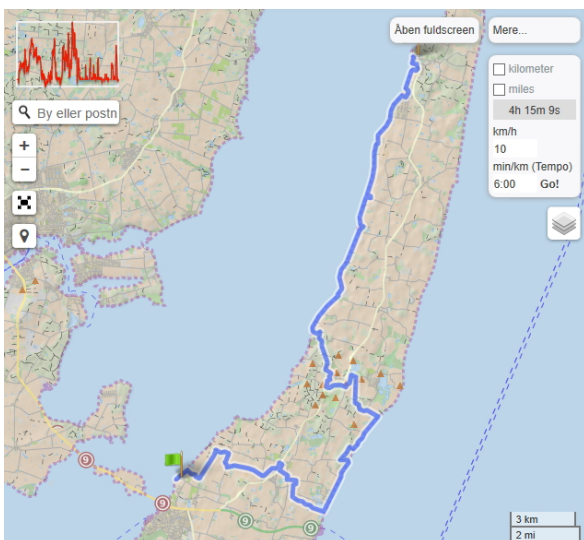 Åben fuldscreen
Mere...
kilometer
miles
4h 15m 9s
km/h
10
min/km (Tempo)
6:00 Go!
By eller postn
+
−
9
9
9
9
3 km
2 mi